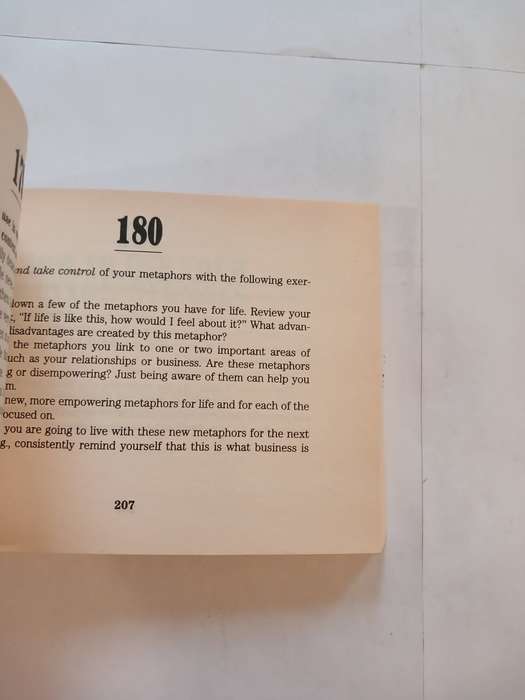 180
and take control of your metaphors with the following exer-
down a few of the metaphors you have for life. Review your
"If life is like this, how would I feel about it?" What advan-
disadvantages are created by this metaphor?
the metaphors you link to one or two important areas of
such as your relationships or business. Are these metaphors
g or disempowering? Just being aware of them can help you
m.
new, more empowering metaphors for life and for each of the
ocused on.
you are going to live with these new metaphors for the next
g., consistently remind yourself that this is what business is
207